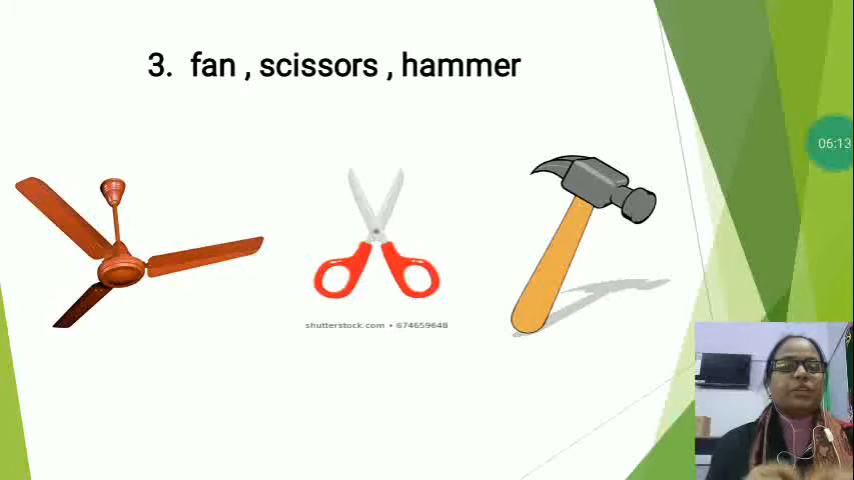 3. fan , scissors , hammer
06:13
shutterstock.com • 674659648